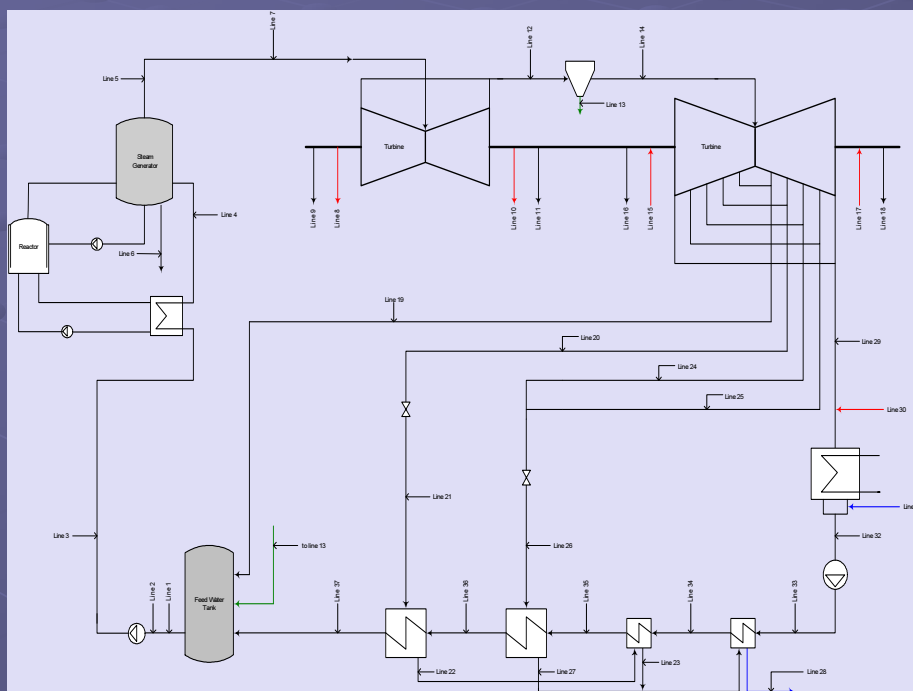 Line 7
Line 12
Line 14
Line 5
Line 13
Steam
Generator
Turbine
Turbine
Line 4
Line 9
Line 8
Line 10
Line 11
Line 16
Line 15
Line 17
Line 18
Reactor
Line 6
Line 19
Line 20
Line 29
Line 24
Line 25
Line 30
Line 21
Line
Line 3
to line 13
Line 26
Line 32
Line 2
Line 1
Feed Water
Tank
Line 37
Line 36
Line 35
Line 34
Line 33
Line 22
Line 27
Line 23
Line 28